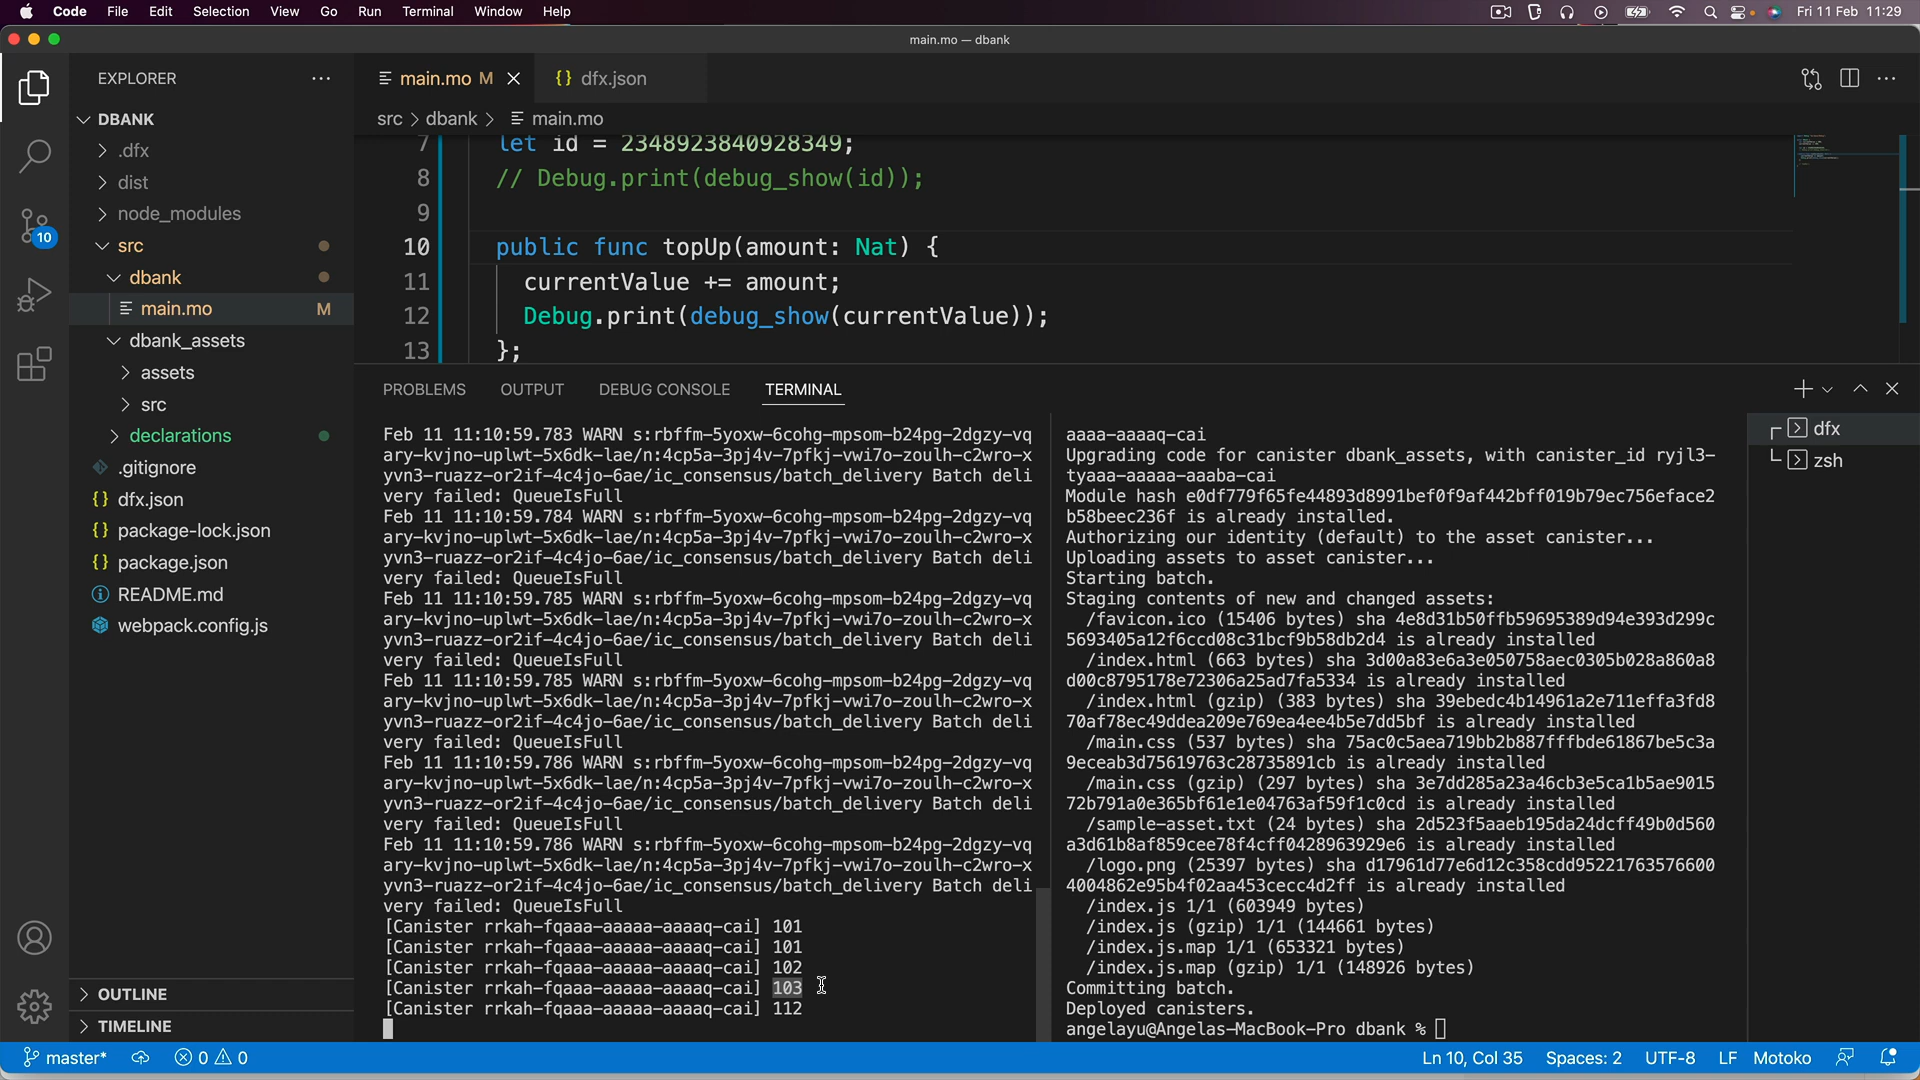 Code File Edit Selection View Go Run Terminal Window Help Fri 11 Feb 11:29
main.mo — dbank
EXPLORER
DBANK
.dfx
dist
node_modules
src
dbank
main.mo M
dbank_assets
assets
src
declarations
.gitignore
dfx.json
package-lock.json
package.json
README.md
webpack.config.js
OUTLINE
TIMELINE
10
main.mo M dfx.json
src > dbank > main.mo
7 let id = 2348923840928349;
8 // Debug.print(debug_show(id));
9
10 public func topUp(amount: Nat) {
11 currentValue += amount;
12 Debug.print(debug_show(currentValue));
13 };
PROBLEMS OUTPUT DEBUG CONSOLE TERMINAL
Feb 11 11:10:59.783 WARN s:rbffm-5yoxw-6cohg-mpsom-b24pg-2dgzy-vq
ary-kvjno-uplwt-5x6dk-lae/n:4cp5a-3pj4v-7pfkj-vwi7o-zoulh-c2wro-x
yvn3-ruazz-or2if-4c4jo-6ae/ic_consensus/batch_delivery Batch deli
very failed: QueueIsFull
Feb 11 11:10:59.784 WARN s:rbffm-5yoxw-6cohg-mpsom-b24pg-2dgzy-vq
ary-kvjno-uplwt-5x6dk-lae/n:4cp5a-3pj4v-7pfkj-vwi7o-zoulh-c2wro-x
yvn3-ruazz-or2if-4c4jo-6ae/ic_consensus/batch_delivery Batch deli
very failed: QueueIsFull
Feb 11 11:10:59.785 WARN s:rbffm-5yoxw-6cohg-mpsom-b24pg-2dgzy-vq
ary-kvjno-uplwt-5x6dk-lae/n:4cp5a-3pj4v-7pfkj-vwi7o-zoulh-c2wro-x
yvn3-ruazz-or2if-4c4jo-6ae/ic_consensus/batch_delivery Batch deli
very failed: QueueIsFull
Feb 11 11:10:59.785 WARN s:rbffm-5yoxw-6cohg-mpsom-b24pg-2dgzy-vq
ary-kvjno-uplwt-5x6dk-lae/n:4cp5a-3pj4v-7pfkj-vwi7o-zoulh-c2wro-x
yvn3-ruazz-or2if-4c4jo-6ae/ic_consensus/batch_delivery Batch deli
very failed: QueueIsFull
Feb 11 11:10:59.786 WARN s:rbffm-5yoxw-6cohg-mpsom-b24pg-2dgzy-vq
ary-kvjno-uplwt-5x6dk-lae/n:4cp5a-3pj4v-7pfkj-vwi7o-zoulh-c2wro-x
yvn3-ruazz-or2if-4c4jo-6ae/ic_consensus/batch_delivery Batch deli
very failed: QueueIsFull
Feb 11 11:10:59.786 WARN s:rbffm-5yoxw-6cohg-mpsom-b24pg-2dgzy-vq
ary-kvjno-uplwt-5x6dk-lae/n:4cp5a-3pj4v-7pfkj-vwi7o-zoulh-c2wro-x
yvn3-ruazz-or2if-4c4jo-6ae/ic_consensus/batch_delivery Batch deli
very failed: QueueIsFull
[Canister rrkah-fqaaa-aaaaa-aaaaq-cai] 101
[Canister rrkah-fqaaa-aaaaa-aaaaq-cai] 101
[Canister rrkah-fqaaa-aaaaa-aaaaq-cai] 102
[Canister rrkah-fqaaa-aaaaa-aaaaq-cai] 103
[Canister rrkah-fqaaa-aaaaa-aaaaq-cai] 112
aaaa-aaaaq-cai
Upgrading code for canister dbank_assets, with canister_id ryjl3-
tyaaa-aaaaa-aaaba-cai
Module hash e0df779f65fe44893d8991bef0f9af442bff019b79ec756eface2
b58beec236f is already installed.
Authorizing our identity (default) to the asset canister...
Uploading assets to asset canister...
Starting batch.
Staging contents of new and changed assets:
/favicon.ico (15406 bytes) sha 4e8d31b50ffb59695389d94e393d299c
5693405a12f6ccd08c31bcf9b58db2d4 is already installed
/index.html (663 bytes) sha 3d00a83e6a3e050758aec0305b028a860a8
d00c8795178e72306a25ad7fa5334 is already installed
/index.html (gzip) (383 bytes) sha 39ebedc4b14961a2e711effa3fd8
70af78ec49ddea209e769ea4ee4b5e7dd5bf is already installed
/main.css (537 bytes) sha 75ac0c5aea719bb2b887fffbde61867be5c3a
9eceab3d75619763c28735891cb is already installed
/main.css (gzip) (297 bytes) sha 3e7dd285a23a46cb3e5ca1b5ae9015
72b791a0e365bf61e1e04763af59f1c0cd is already installed
/sample-asset.txt (24 bytes) sha 2d523f5aaeb195da24dcff49b0d560
a3d61b8af859cee78f4cff0428963929e6 is already installed
/logo.png (25397 bytes) sha d17961d77e6d12c358cdd95221763576600
4004862e95b4f02aa453cecc4d2ff is already installed
/index.js 1/1 (603949 bytes)
/index.js (gzip) 1/1 (144661 bytes)
/index.js.map 1/1 (653321 bytes)
/index.js.map (gzip) 1/1 (148926 bytes)
Committing batch.
Deployed canisters.
angelayu@Angelas-MacBook-Pro dbank %
dfx
zsh
master* 0 0 Ln 10, Col 35 Spaces: 2 UTF-8 LF Motoko